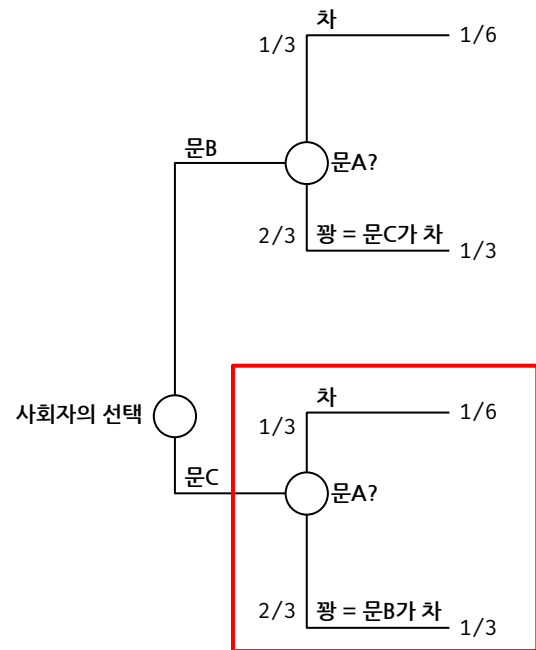 차
1/3
1/6
문B
문A?
2/3
꽝 = 문C가 차
1/3
사회자의 선택
차
1/3
1/6
문C
문A?
2/3
꽝 = 문B가 차
1/3